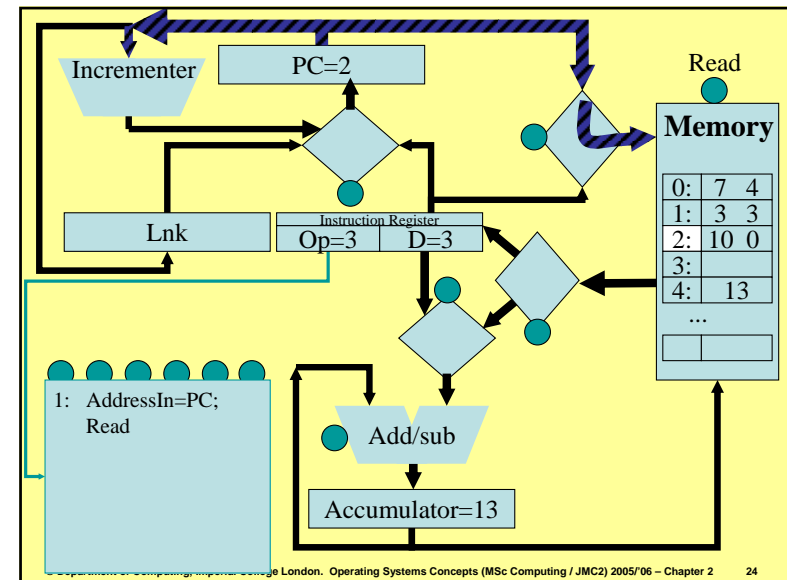 Incrementer
PC=2
Read
Memory
0: 7 4
1: 3 3
2: 10 0
3:
4: 13
...
Lnk
Instruction Register
Op=3 D=3
1: AddressIn=PC;
Read
Add/sub
Accumulator=13
London. Operating Systems Concepts (MSc Computing / JMC2) 2005/'06 – Chapter 2 24